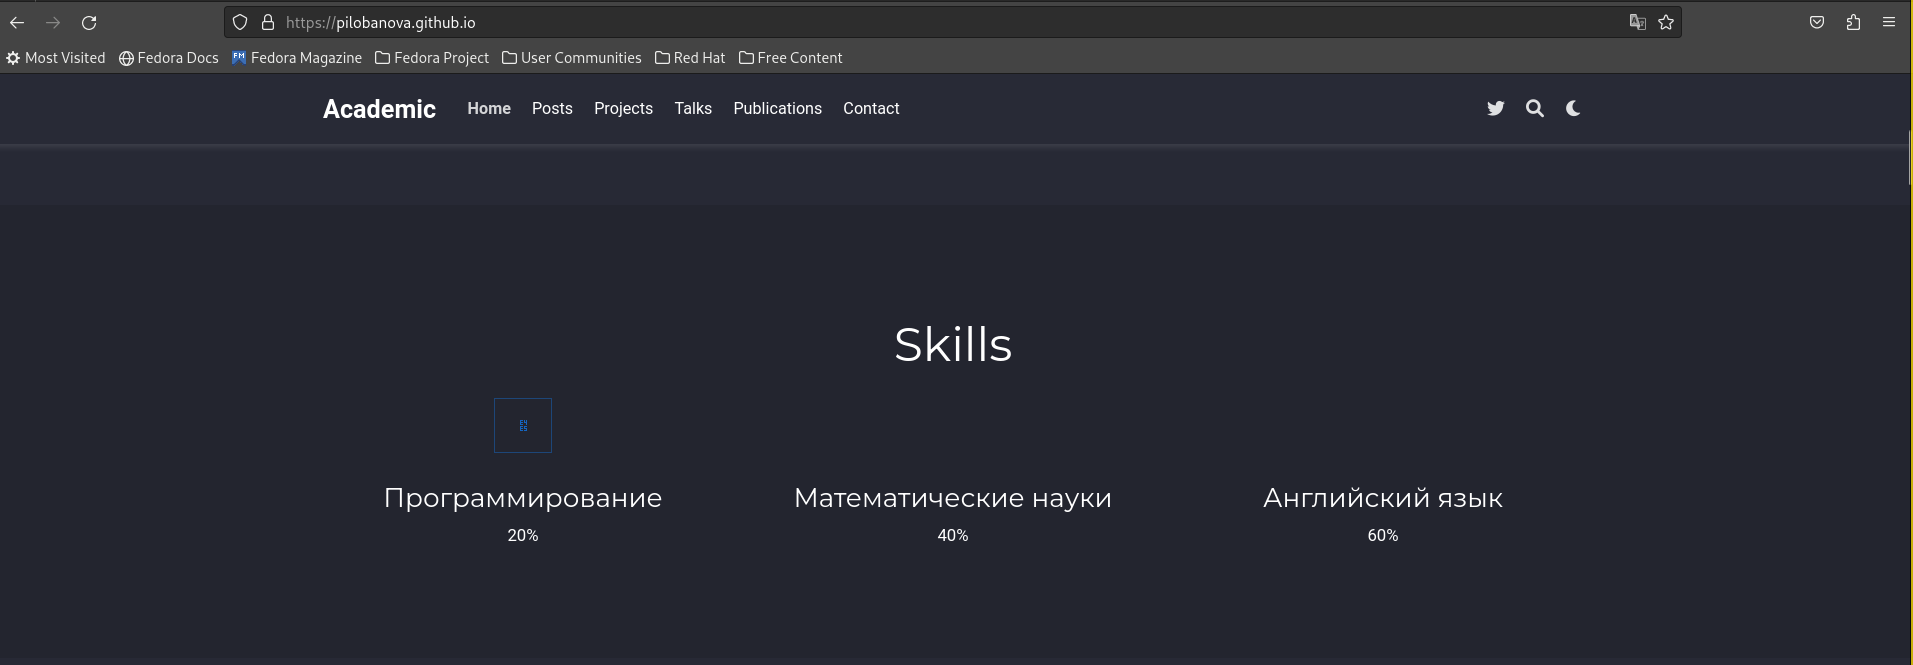 https://pilobanova.github.io
Most Visited Fedora Docs Fedora Magazine Fedora Project User Communities Red Hat Free Content
Academic Home Posts Projects Talks Publications Contact
Skills
Программирование Математические науки Английский язык
20% 40% 60%